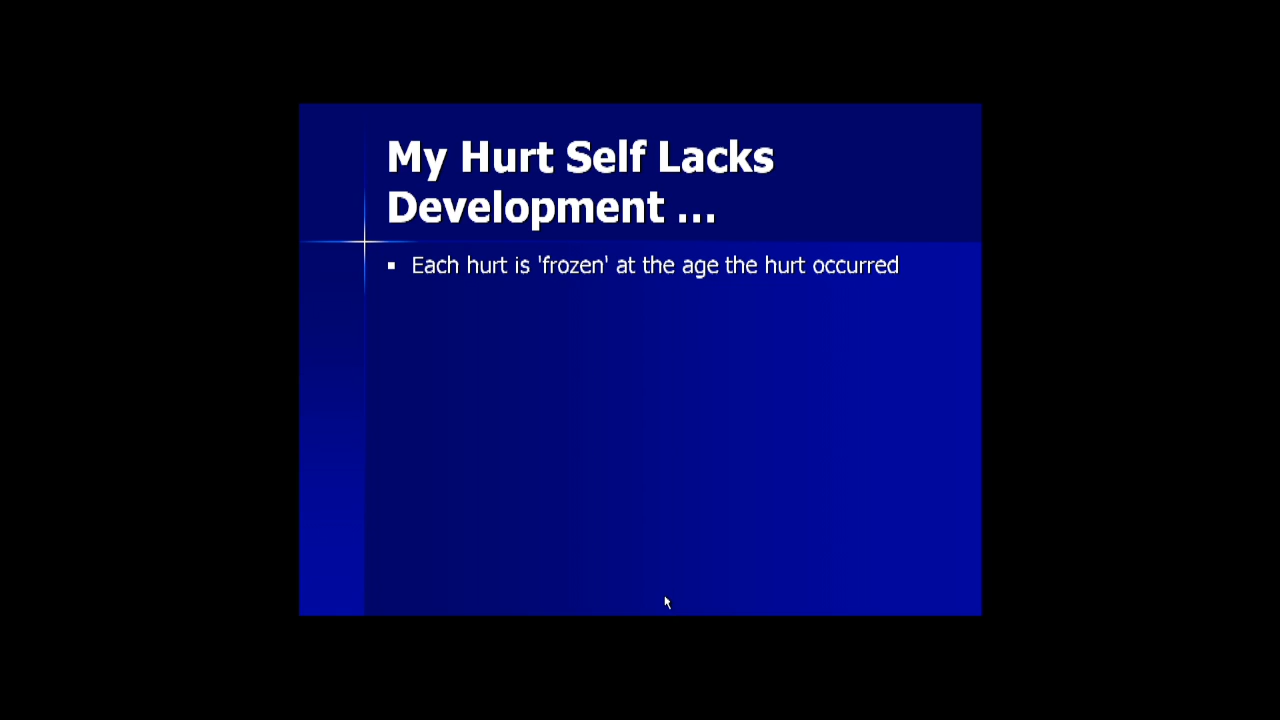 My Hurt Self Lacks
Development ...
▪ Each hurt is 'frozen' at the age the hurt occurred